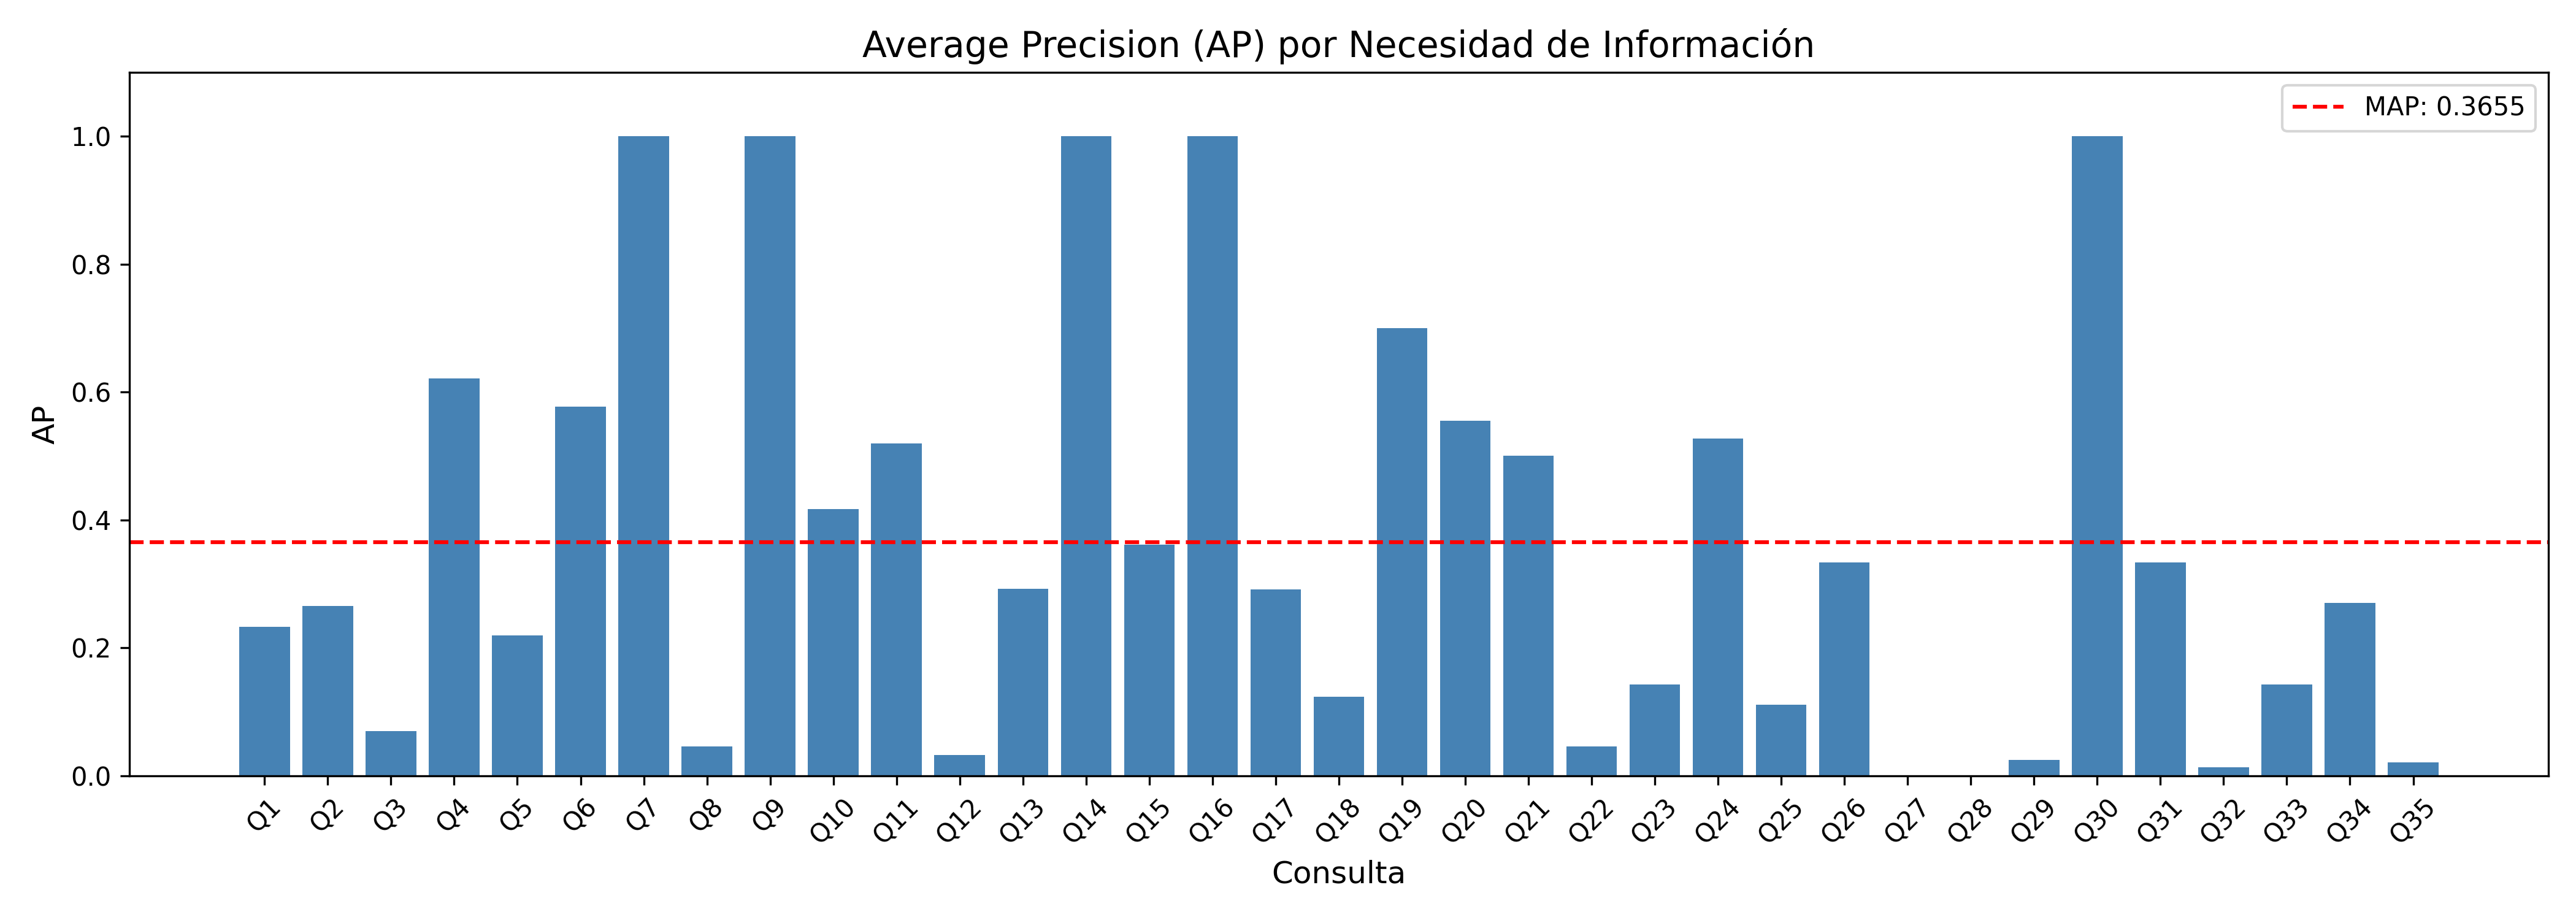 Average Precision (AP) por Necesidad de Información
MAP: 0.3655
AP
1.0
0.8
0.6
0.4
0.2
0.0
Q1 Q2 Q3 Q4 Q5 Q6 Q7 Q8 Q9 Q10 Q11 Q12 Q13 Q14 Q15 Q16 Q17 Q18 Q19 Q20 Q21 Q22 Q23 Q24 Q25 Q26 Q27 Q28 Q29 Q30 Q31 Q32 Q33 Q34 Q35
Consulta